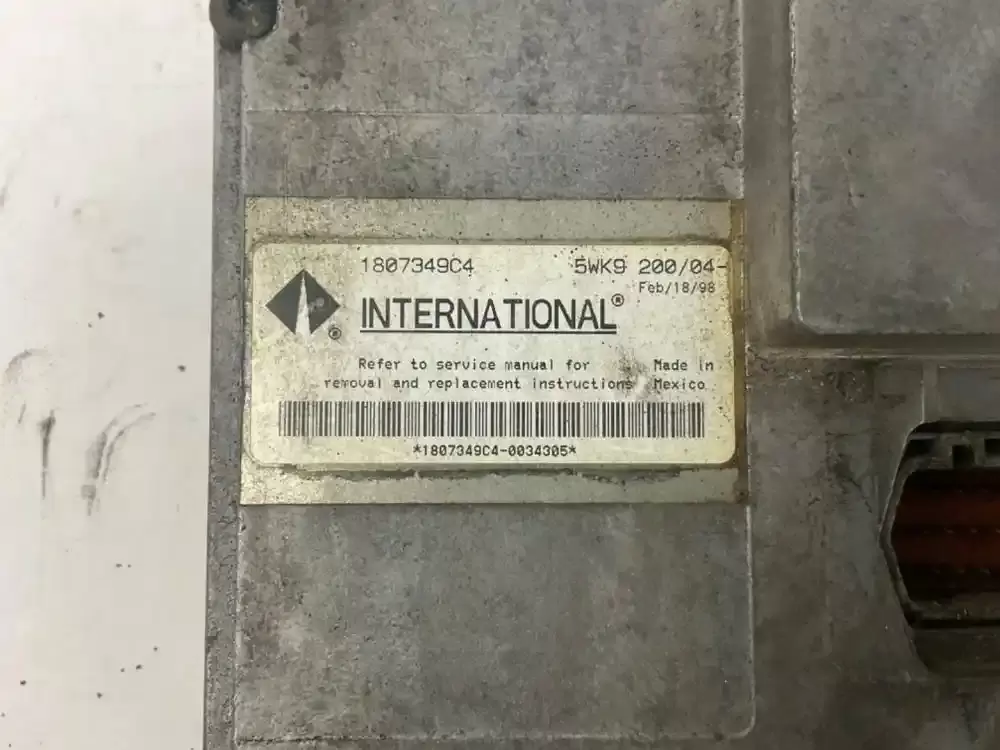 1807349C4 5WK9 200/04-
Feb/18/98
® INTERNATIONAL®
Refer to service manual for Made in
removal and replacement instructions Mexico
*1807349C4-0034305*